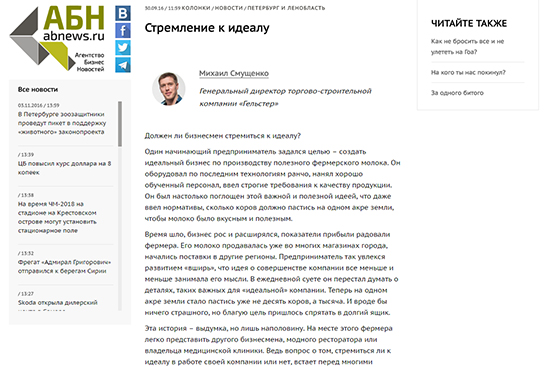 АБН
abnews.ru
Агентство
Бизнес
Новостей
Все новости
03.11.2016 / 13:59
В Петербурге зоозащитники
проведут пикет в поддержку
«животного» законопроекта
/ 13:39
ЦБ повысил курс доллара на 8
копеек
/ 13:38
На время ЧМ-2018 на
стадионе на Крестовском
острове могут установить
стационарное поле
/ 13:32
Фрегат «Адмирал Григорович»
отправился к берегам Сирии
/ 13:27
Skoda открыла дилерский
30.09.16 / 11:59 КОЛОНКИ / НОВОСТИ / ПЕТЕРБУРГ И ЛЕНОБЛАСТЬ
Стремление к идеалу
Михаил Смущенко
Генеральный директор торгово-строительной
компании «Гельстер»
Должен ли бизнесмен стремиться к идеалу?
Один начинающий предприниматель задался целью – создать
идеальный бизнес по производству полезного фермерского молока. Он
оборудовал по последним технологиям ранчо, нанял хорошо
обученный персонал, ввел строгие требования к качеству продукции.
Он был настолько поглощен этой важной и полезной идеей, что даже
ввел нормативы, сколько коров должно пастись на одном акре земли,
чтобы молоко было вкусным и полезным.
Время шло, бизнес рос и расширялся, показатели прибыли радовали
фермера. Его молоко продавалась уже во многих магазинах города,
начались поставки в другие регионы. Предприниматель так увлекся
развитием «вширь», что идея о совершенстве компании все меньше и
меньше занимала его мысли. В ежедневной суете он перестал думать о
деталях, таких важных для «идеальной» компании. Теперь на одном
акре земли стало пастись уже не десять коров, а тысяча. И вроде бы
ничего страшного, но благую цель пришлось спрятать в долгий ящик.
Эта история – выдумка, но лишь наполовину. На месте этого фермера
легко представить другого бизнесмена, модного ресторатора или
владельца медицинской клиники. Ведь вопрос о том, стремиться ли к
идеалу в работе своей компании или нет, встает перед многими
ЧИТАЙТЕ ТАКЖЕ
Как не бросить все и не
улететь на Гоа?
На кого ты нас покинул?
За одного битого